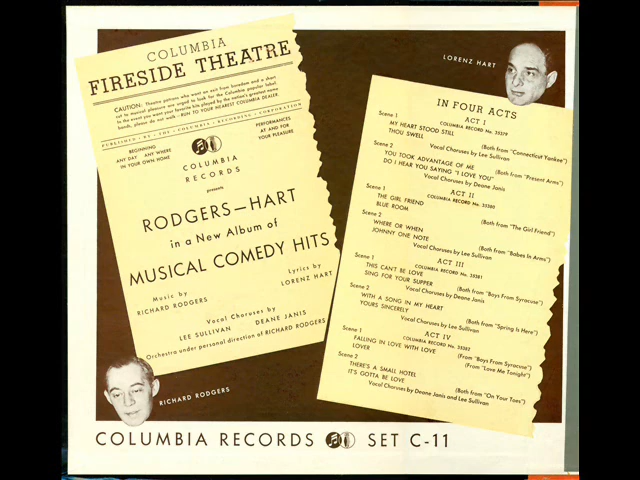 COLUMBIA
FIRESIDE THEATRE
CAUTION: Theatre patrons who want an exit from boredom and a short
cut to musical pleasure are urged to look for the Columbia popular label.
In the event you want your favorite hits played by the nation's greatest name
bands, please do not walk—RUN TO YOUR NEAREST COLUMBIA DEALER.
PUBLISHED • BY • THE • COLUMBIA • RECORDING • CORPORATION
BEGINNING
ANY DAY ANY WHERE
IN YOUR OWN HOME
PERFORMANCES
AT AND FOR
YOUR PLEASURE
COLUMBIA
RECORDS
presents
RODGERS—HART
in a New Album of
MUSICAL COMEDY HITS
Music by
RICHARD RODGERS
Lyrics by
LORENZ HART
Vocal Choruses by
LEE SULLIVAN DEANE JANIS
Orchestra under personal direction of RICHARD RODGERS
RICHARD RODGERS
LORENZ HART
IN FOUR ACTS
ACT I
COLUMBIA RECORD No. 35379
Scene 1
MY HEART STOOD STILL
THOU SWELL
(Both from "Connecticut Yankee")
Vocal Choruses by Lee Sullivan
Scene 2
YOU TOOK ADVANTAGE OF ME
DO I HEAR YOU SAYING "I LOVE YOU"
(Both from "Present Arms")
Vocal Choruses by Deane Janis
ACT II
COLUMBIA RECORD No. 35380
Scene 1
THE GIRL FRIEND
BLUE ROOM
(Both from "The Girl Friend")
Scene 2
WHERE OR WHEN
JOHNNY ONE NOTE
(Both from "Babes In Arms")
Vocal Choruses by Lee Sullivan
ACT III
COLUMBIA RECORD No. 35381
Scene 1
THIS CAN'T BE LOVE
SING FOR YOUR SUPPER
(Both from "Boys From Syracuse")
Vocal Choruses by Deane Janis
Scene 2
WITH A SONG IN MY HEART
YOURS SINCERELY
(Both from "Spring Is Here")
Vocal Choruses by Lee Sullivan
ACT IV
COLUMBIA RECORD No. 35382
Scene 1
FALLING IN LOVE WITH LOVE (From "Boys From Syracuse")
LOVER (From "Love Me Tonight")
Scene 2
THERE'S A SMALL HOTEL
IT'S GOTTA BE LOVE
(Both from "On Your Toes")
Vocal Choruses by Deane Janis and Lee Sullivan
COLUMBIA RECORDS SET C-11